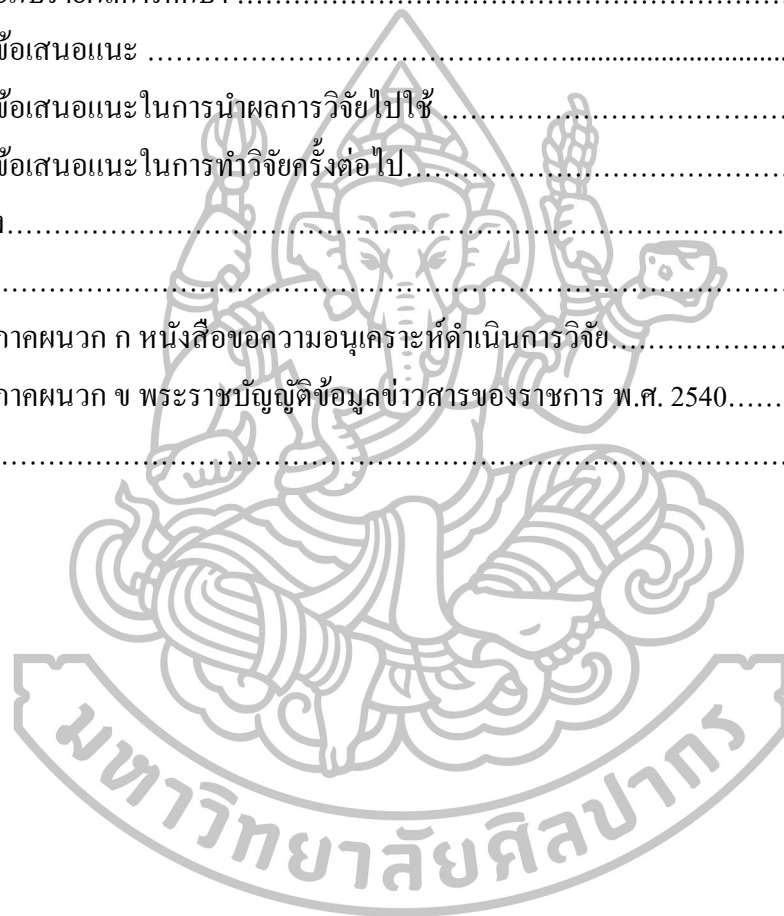 ข้อเสนอแนะ ……………………………………………...............................
ข้อเสนอแนะในการนำผลการวิจัยไปใช้ ……………………………
ข้อเสนอแนะในการทำวิจัยครั้งต่อไป……………………………
ภาคผนวก ก หนังสือขอความอนุเคราะห์ดำเนินการวิจัย………………
ภาคผนวก ข พระราชบัญญัติข้อมูลข่าวสารของราชการ พ.ศ. 2540……
มหาวิทยาลัยศิลปากร